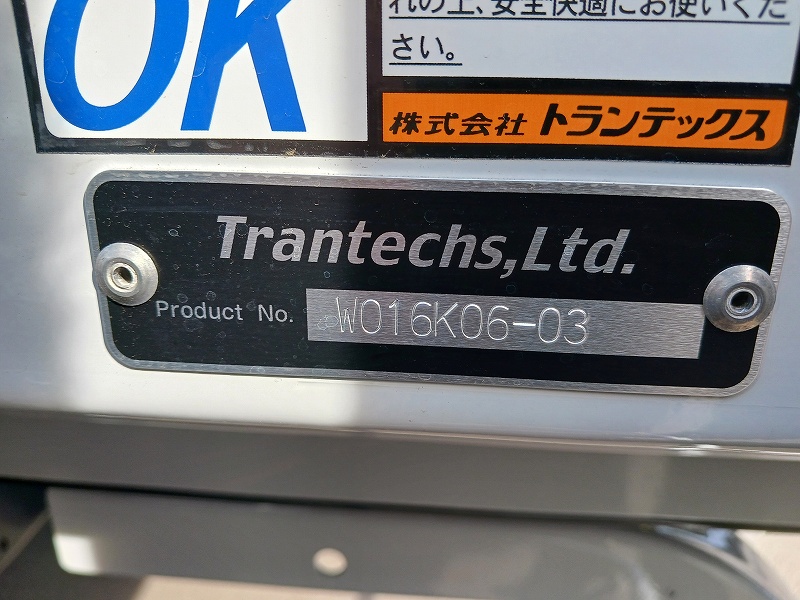 OK
れの上、安全快適にお使いくだ
さい。
株式会社 トランテックス
Trantechs,Ltd.
Product No. W016K06-03